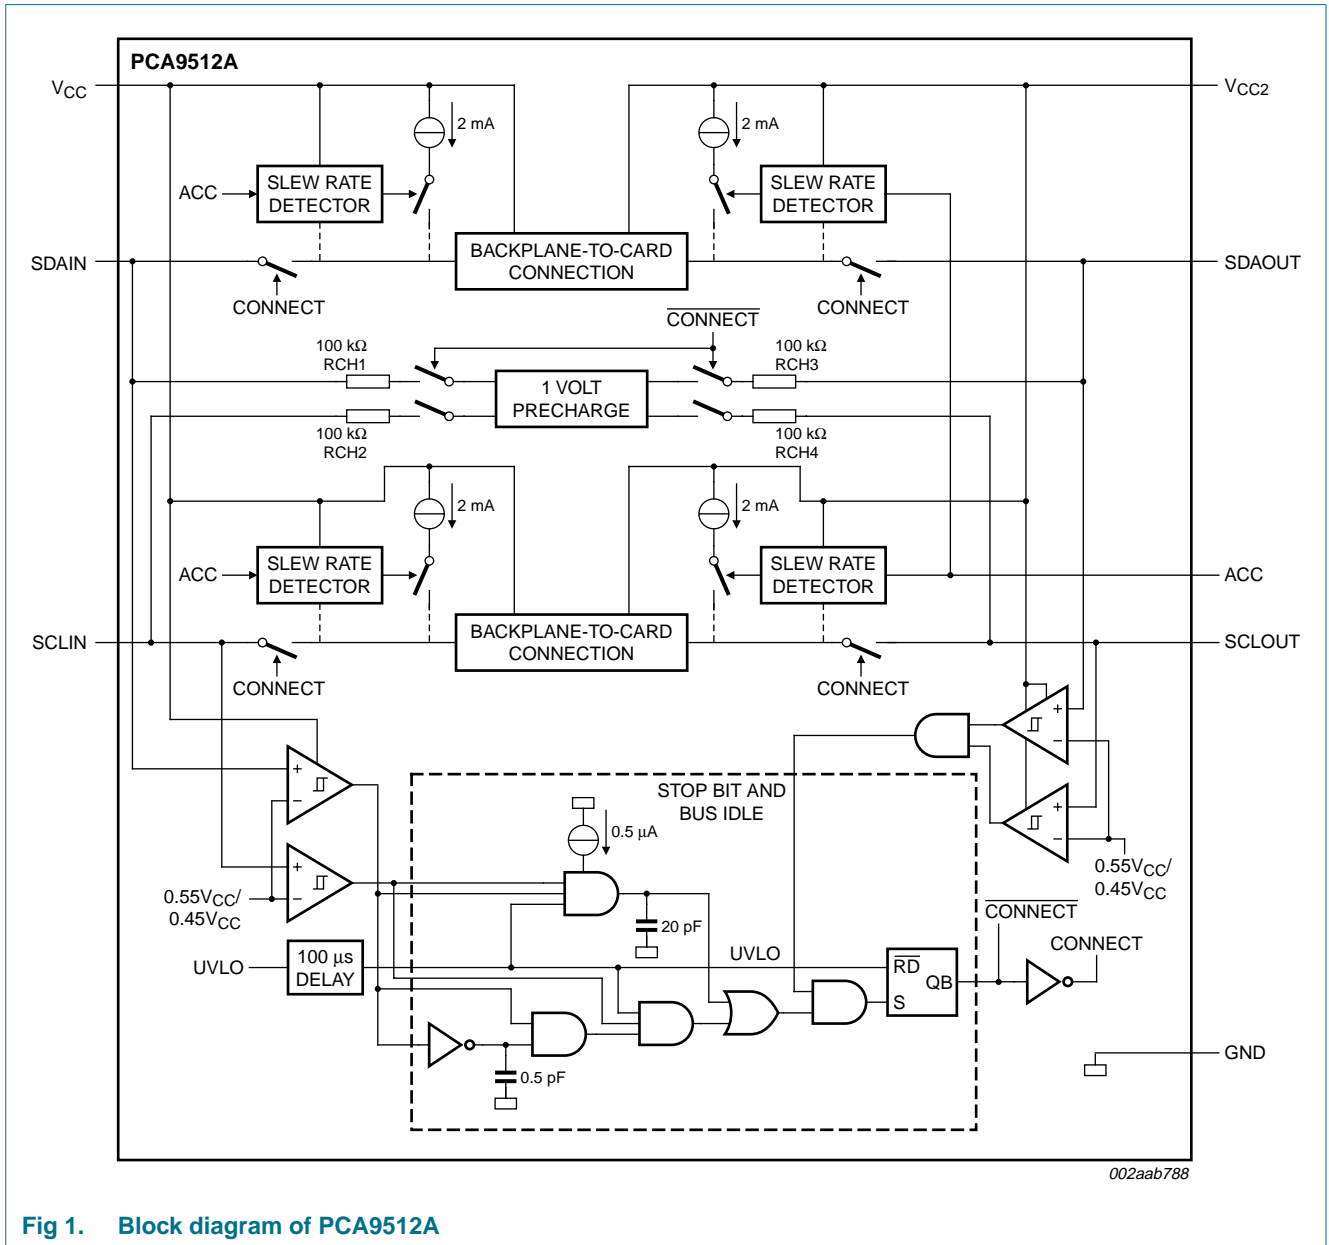 PCA9512A
VCC
VCC2
2 mA
2 mA
ACC
SLEW RATE
DETECTOR
SLEW RATE
DETECTOR
SDAIN
BACKPLANE-TO-CARD
CONNECTION
SDAOUT
CONNECT
CONNECT
CONNECT
100 kΩ
RCH1
100 kΩ
RCH3
1 VOLT
PRECHARGE
100 kΩ
RCH2
100 kΩ
RCH4
2 mA
2 mA
ACC
SLEW RATE
DETECTOR
SLEW RATE
DETECTOR
ACC
SCLIN
BACKPLANE-TO-CARD
CONNECTION
SCLOUT
CONNECT
CONNECT
+
−
+
−
+
−
+
−
STOP BIT AND
BUS IDLE
0.5 μA
0.55VCC/
0.45VCC
0.55VCC/
0.45VCC
20 pF
CONNECT
CONNECT
UVLO
100 μs
DELAY
UVLO
RD
QB
S
0.5 pF
GND
002aab788
Fig 1. Block diagram of PCA9512A